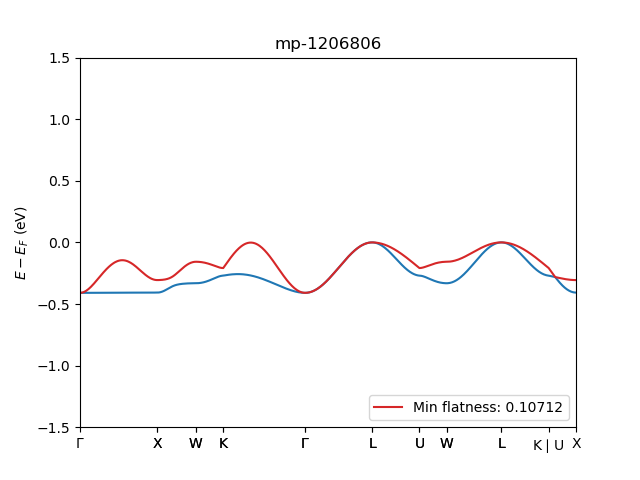 mp-1206806
E − E_F (eV)
1.5
1.0
0.5
0.0
−0.5
−1.0
−1.5
Min flatness: 0.10712
Γ X W K Γ L U W L K | U X